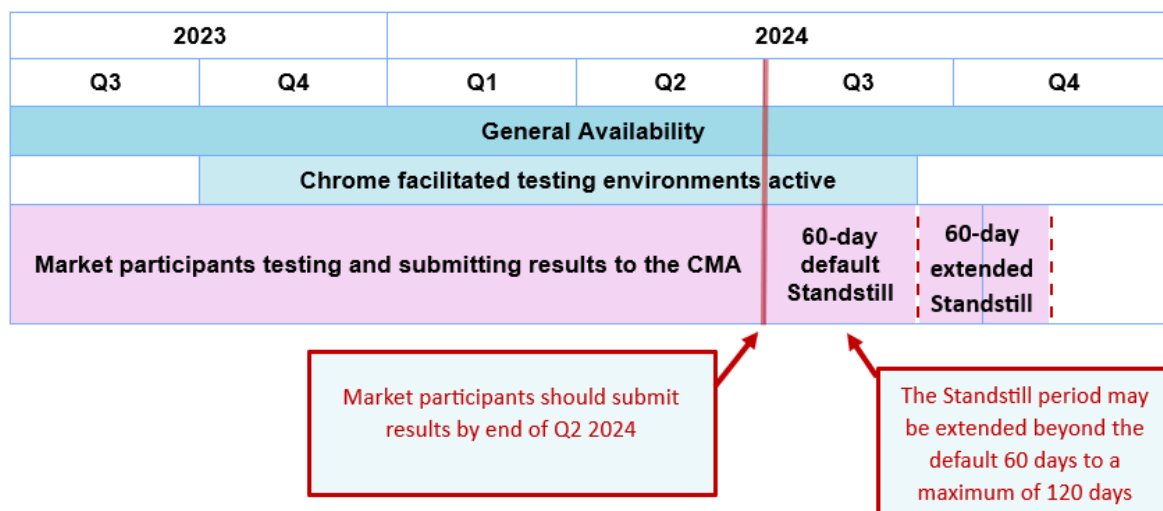 2023 2024
Q3 Q4 Q1 Q2 Q3 Q4
General Availability
Chrome facilitated testing environments active
Market participants testing and submitting results to the CMA
60-day
default
Standstill
60-day
extended
Standstill
Market participants should submit
results by end of Q2 2024
The Standstill period may
be extended beyond the
default 60 days to a
maximum of 120 days